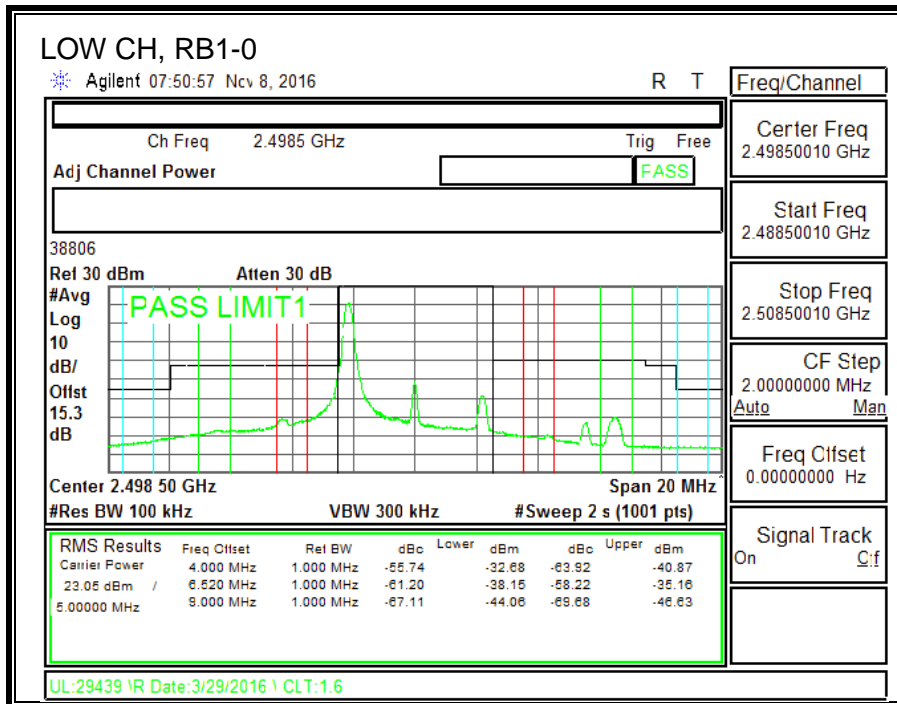 LOW CH, RB1-0
Agilent 07:50:57 Nov 8, 2016 R T
Freq/Channel
Ch Freq 2.4985 GHz Trig Free
Adj Channel Power
PASS
Center Freq
2.49850010 GHz
Start Freq
2.48850010 GHz
Stop Freq
2.50850010 GHz
CF Step
2.00000000 MHz
Auto Man
Freq Offset
0.00000000 Hz
Signal Track
On Off
38806
Ref 30 dBm Atten 30 dB
#Avg
Log
10
dB/
Offst
15.3
dB
PASS LIMIT1
Center 2.498 50 GHz Span 20 MHz
#Res BW 100 kHz VBW 300 kHz #Sweep 2 s (1001 pts)
RMS Results Freq Offset Ref BW dBc Lower dBm dBc Upper dBm
Carrier Power 4.000 MHz 1.000 MHz -55.74 -32.68 -63.92 -40.87
23.05 dBm / 6.520 MHz 1.000 MHz -61.20 -38.15 -58.22 -35.16
5.00000 MHz 9.000 MHz 1.000 MHz -67.11 -44.06 -69.68 -46.63
UL:29439 \R Date:3/29/2016 \ CLT:1.6